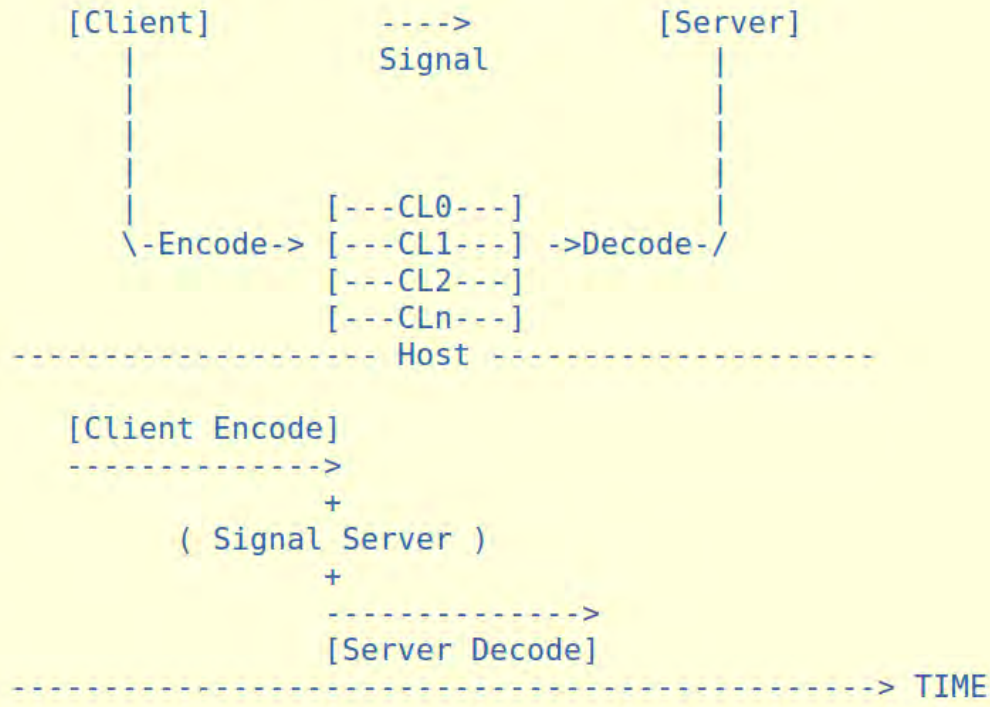 [Client] ----> [Server]
| Signal |
| |
| |
| |
| [---CL0---] |
\-Encode-> [---CL1---] ->Decode-/
[---CL2---]
[---CLn---]
-------------------- Host ---------------------
[Client Encode]
-------------->
+
( Signal Server )
+
-------------->
[Server Decode]
-----------------------------------------------> TIME